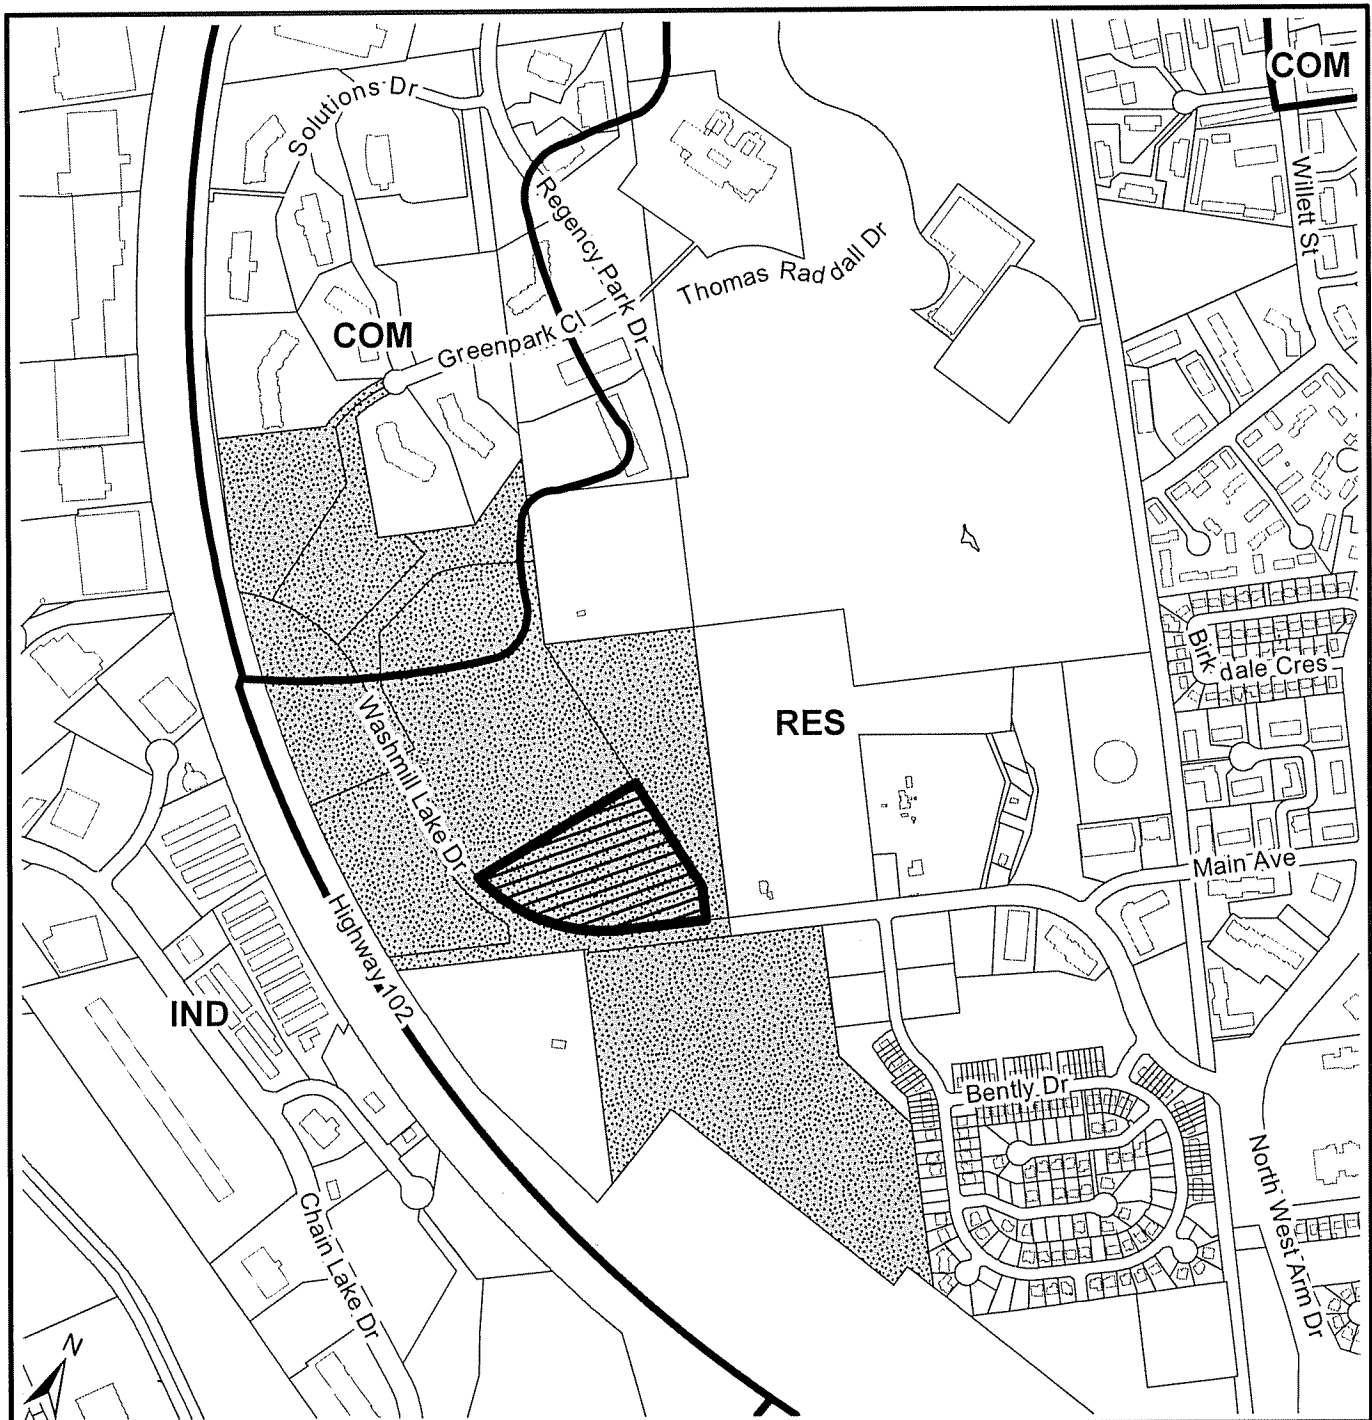 COM
Solutions Dr
Willett St
Regency Park Dr
Thomas Raddall Dr
COM
Greenpark Cl
Birkdale Cres
RES
Washmill Lake Dr
Main Ave
Highway 102
IND
Bently Dr
North West Arm Dr
Chain Lake Dr
N